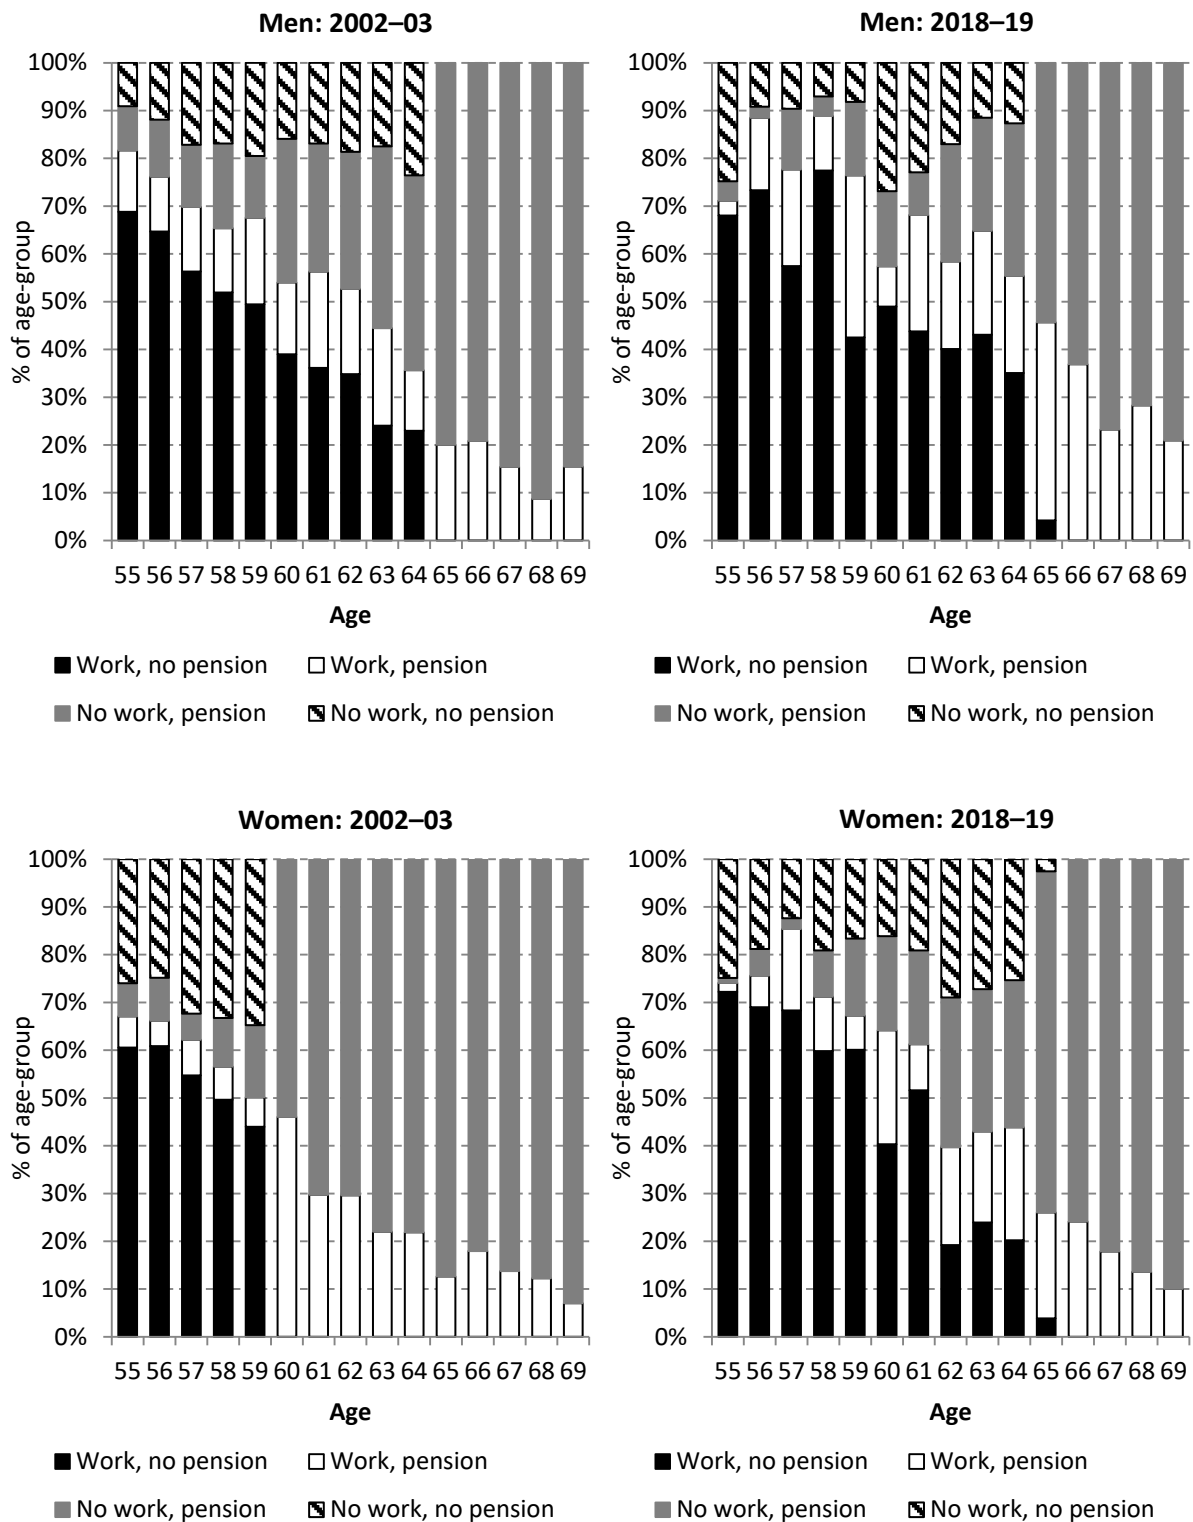 Men: 2002–03
100%
90%
80%
70%
60%
50%
40%
30%
20%
10%
0%
% of age-group
55 56 57 58 59 60 61 62 63 64 65 66 67 68 69
Age
Work, no pension Work, pension
No work, pension No work, no pension
Men: 2018–19
100%
90%
80%
70%
60%
50%
40%
30%
20%
10%
0%
% of age-group
55 56 57 58 59 60 61 62 63 64 65 66 67 68 69
Age
Work, no pension Work, pension
No work, pension No work, no pension
Women: 2002–03
100%
90%
80%
70%
60%
50%
40%
30%
20%
10%
0%
% of age-group
55 56 57 58 59 60 61 62 63 64 65 66 67 68 69
Age
Work, no pension Work, pension
No work, pension No work, no pension
Women: 2018–19
100%
90%
80%
70%
60%
50%
40%
30%
20%
10%
0%
% of age-group
55 56 57 58 59 60 61 62 63 64 65 66 67 68 69
Age
Work, no pension Work, pension
No work, pension No work, no pension